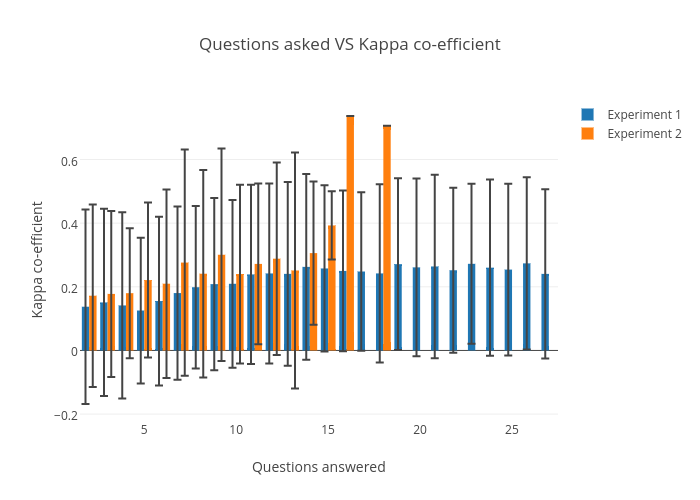 Questions asked VS Kappa co-efficient
Experiment 1
Experiment 2
Kappa co-efficient
0.6
0.4
0.2
0
−0.2
5
10
15
20
25
Questions answered